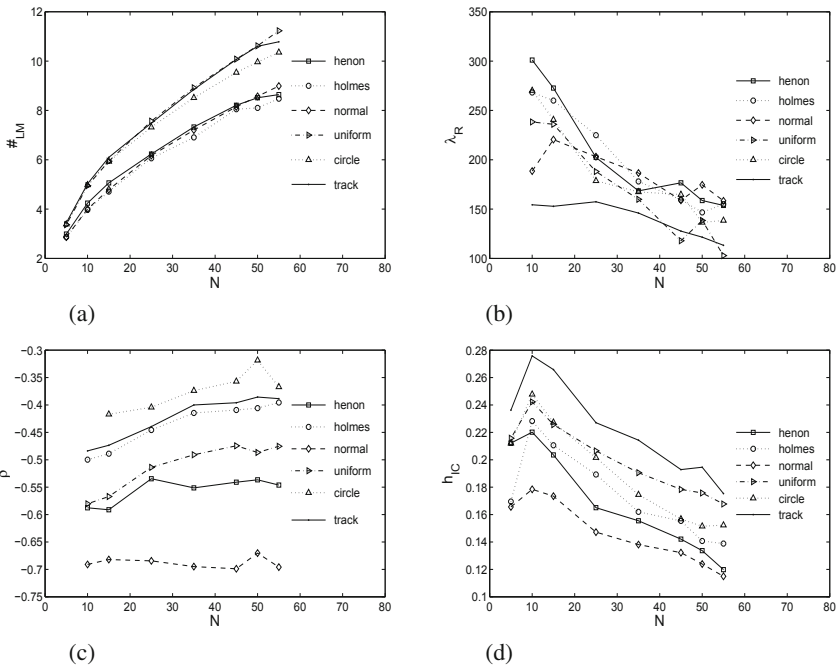 12
10
8
6
4
2
#LM
0 10 20 30 40 50 60 70 80
N
henon
holmes
normal
uniform
circle
track
(a)
350
300
250
200
150
100
λR
0 10 20 30 40 50 60 70 80
N
henon
holmes
normal
uniform
circle
track
(b)
−0.3
−0.35
−0.4
−0.45
−0.5
−0.55
−0.6
−0.65
−0.7
−0.75
ρ
0 10 20 30 40 50 60 70 80
N
henon
holmes
normal
uniform
circle
track
(c)
0.28
0.26
0.24
0.22
0.2
0.18
0.16
0.14
0.12
0.1
hIC
0 10 20 30 40 50 60 70 80
N
henon
holmes
normal
uniform
circle
track
(d)